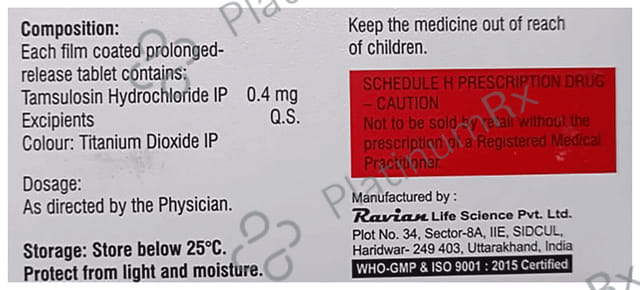 Composition:
Each film coated prolonged-
release tablet contains:
Tamsulosin Hydrochloride IP 0.4 mg
Excipients Q.S.
Colour: Titanium Dioxide IP
Dosage:
As directed by the Physician.
Storage: Store below 25°C.
Protect from light and moisture.
Keep the medicine out of reach
of children.
SCHEDULE H PRESCRIPTION DRUG
– CAUTION
Not to be sold by retail without the
prescription of a Registered Medical
Practitioner.
Manufactured by :
Ravian Life Science Pvt. Ltd.
Plot No. 34, Sector-8A, IIE, SIDCUL,
Haridwar- 249 403, Uttarakhand, India
WHO-GMP & ISO 9001 : 2015 Certified
PlatinumRx